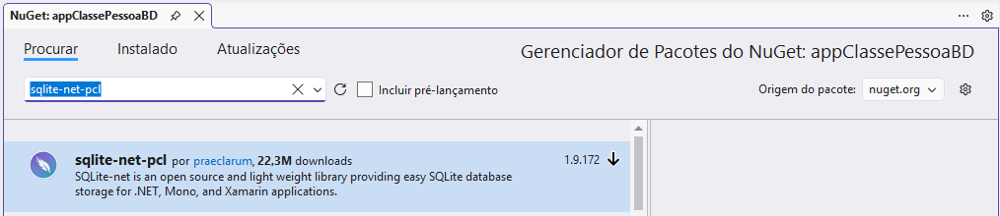 NuGet: appClassePessoaBD
Procurar Instalado Atualizações
Gerenciador de Pacotes do NuGet: appClassePessoaBD
sqlite-net-pcl
Incluir pré-lançamento
Origem do pacote: nuget.org
sqlite-net-pcl por praeclarum, 22,3M downloads
1.9.172
SQLite-net is an open source and light weight library providing easy SQLite database
storage for .NET, Mono, and Xamarin applications.